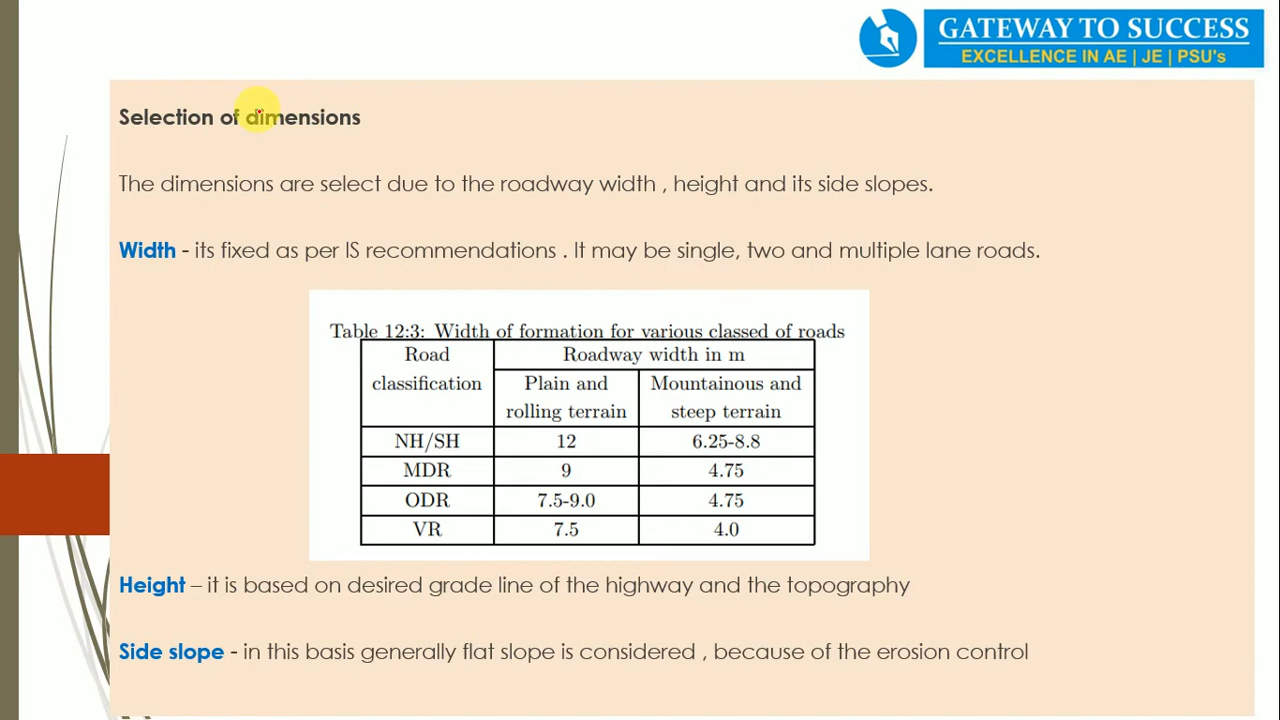 GATEWAY TO SUCCESS
EXCELLENCE IN AE | JE | PSU's
Selection of dimensions
The dimensions are select due to the roadway width , height and its side slopes.
Width - its fixed as per IS recommendations . It may be single, two and multiple lane roads.
Table 12:3: Width of formation for various classed of roads
Road classification Roadway width in m
Plain and rolling terrain Mountainous and steep terrain
NH/SH 12 6.25-8.8
MDR 9 4.75
ODR 7.5-9.0 4.75
VR 7.5 4.0
Height – it is based on desired grade line of the highway and the topography
Side slope - in this basis generally flat slope is considered , because of the erosion control